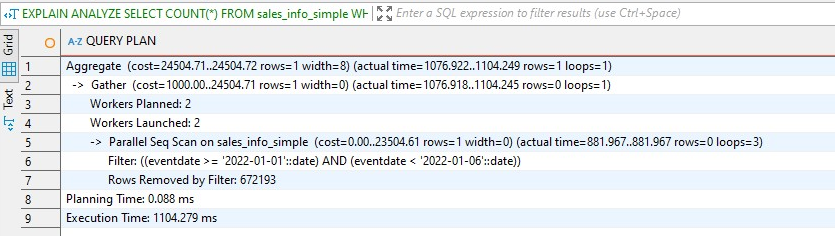 EXPLAIN ANALYZE SELECT COUNT(*) FROM sales_info_simple WH
Enter a SQL expression to filter results (use Ctrl+Space)
Grid
Text
A-Z QUERY PLAN
1 Aggregate (cost=24504.71..24504.72 rows=1 width=8) (actual time=1076.922..1104.249 rows=1 loops=1)
2 -> Gather (cost=1000.00..24504.71 rows=1 width=0) (actual time=1076.918..1104.245 rows=0 loops=1)
3 Workers Planned: 2
4 Workers Launched: 2
5 -> Parallel Seq Scan on sales_info_simple (cost=0.00..23504.61 rows=1 width=0) (actual time=881.967..881.967 rows=0 loops=3)
6 Filter: ((eventdate >= '2022-01-01'::date) AND (eventdate < '2022-01-06'::date))
7 Rows Removed by Filter: 672193
8 Planning Time: 0.088 ms
9 Execution Time: 1104.279 ms